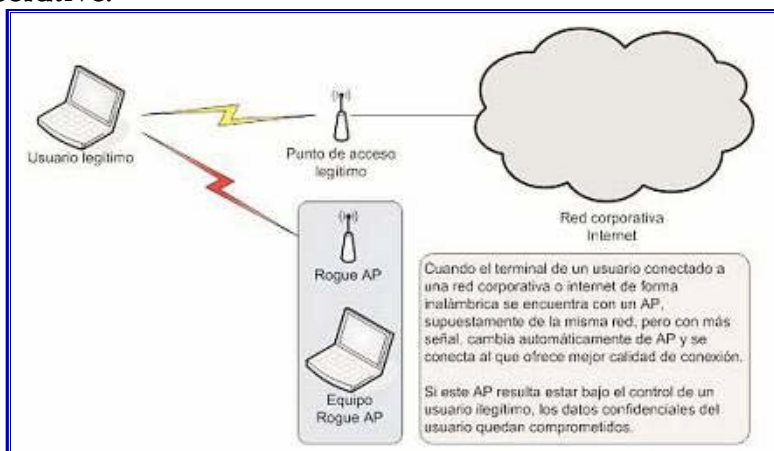 Usuario legítimo
Punto de acceso
legítimo
Red corporativa
Internet
Rogue AP
Equipo
Rogue AP
Cuando el terminal de un usuario conectado a
una red corporativa o internet de forma
inalámbrica se encuentra con un AP,
supuestamente de la misma red, pero con más
señal, cambia automáticamente de AP y se
conecta al que ofrece mejor calidad de conexión.
Si este AP resulta estar bajo el control de un
usuario ilegítimo, los datos confidenciales del
usuario quedan comprometidos.